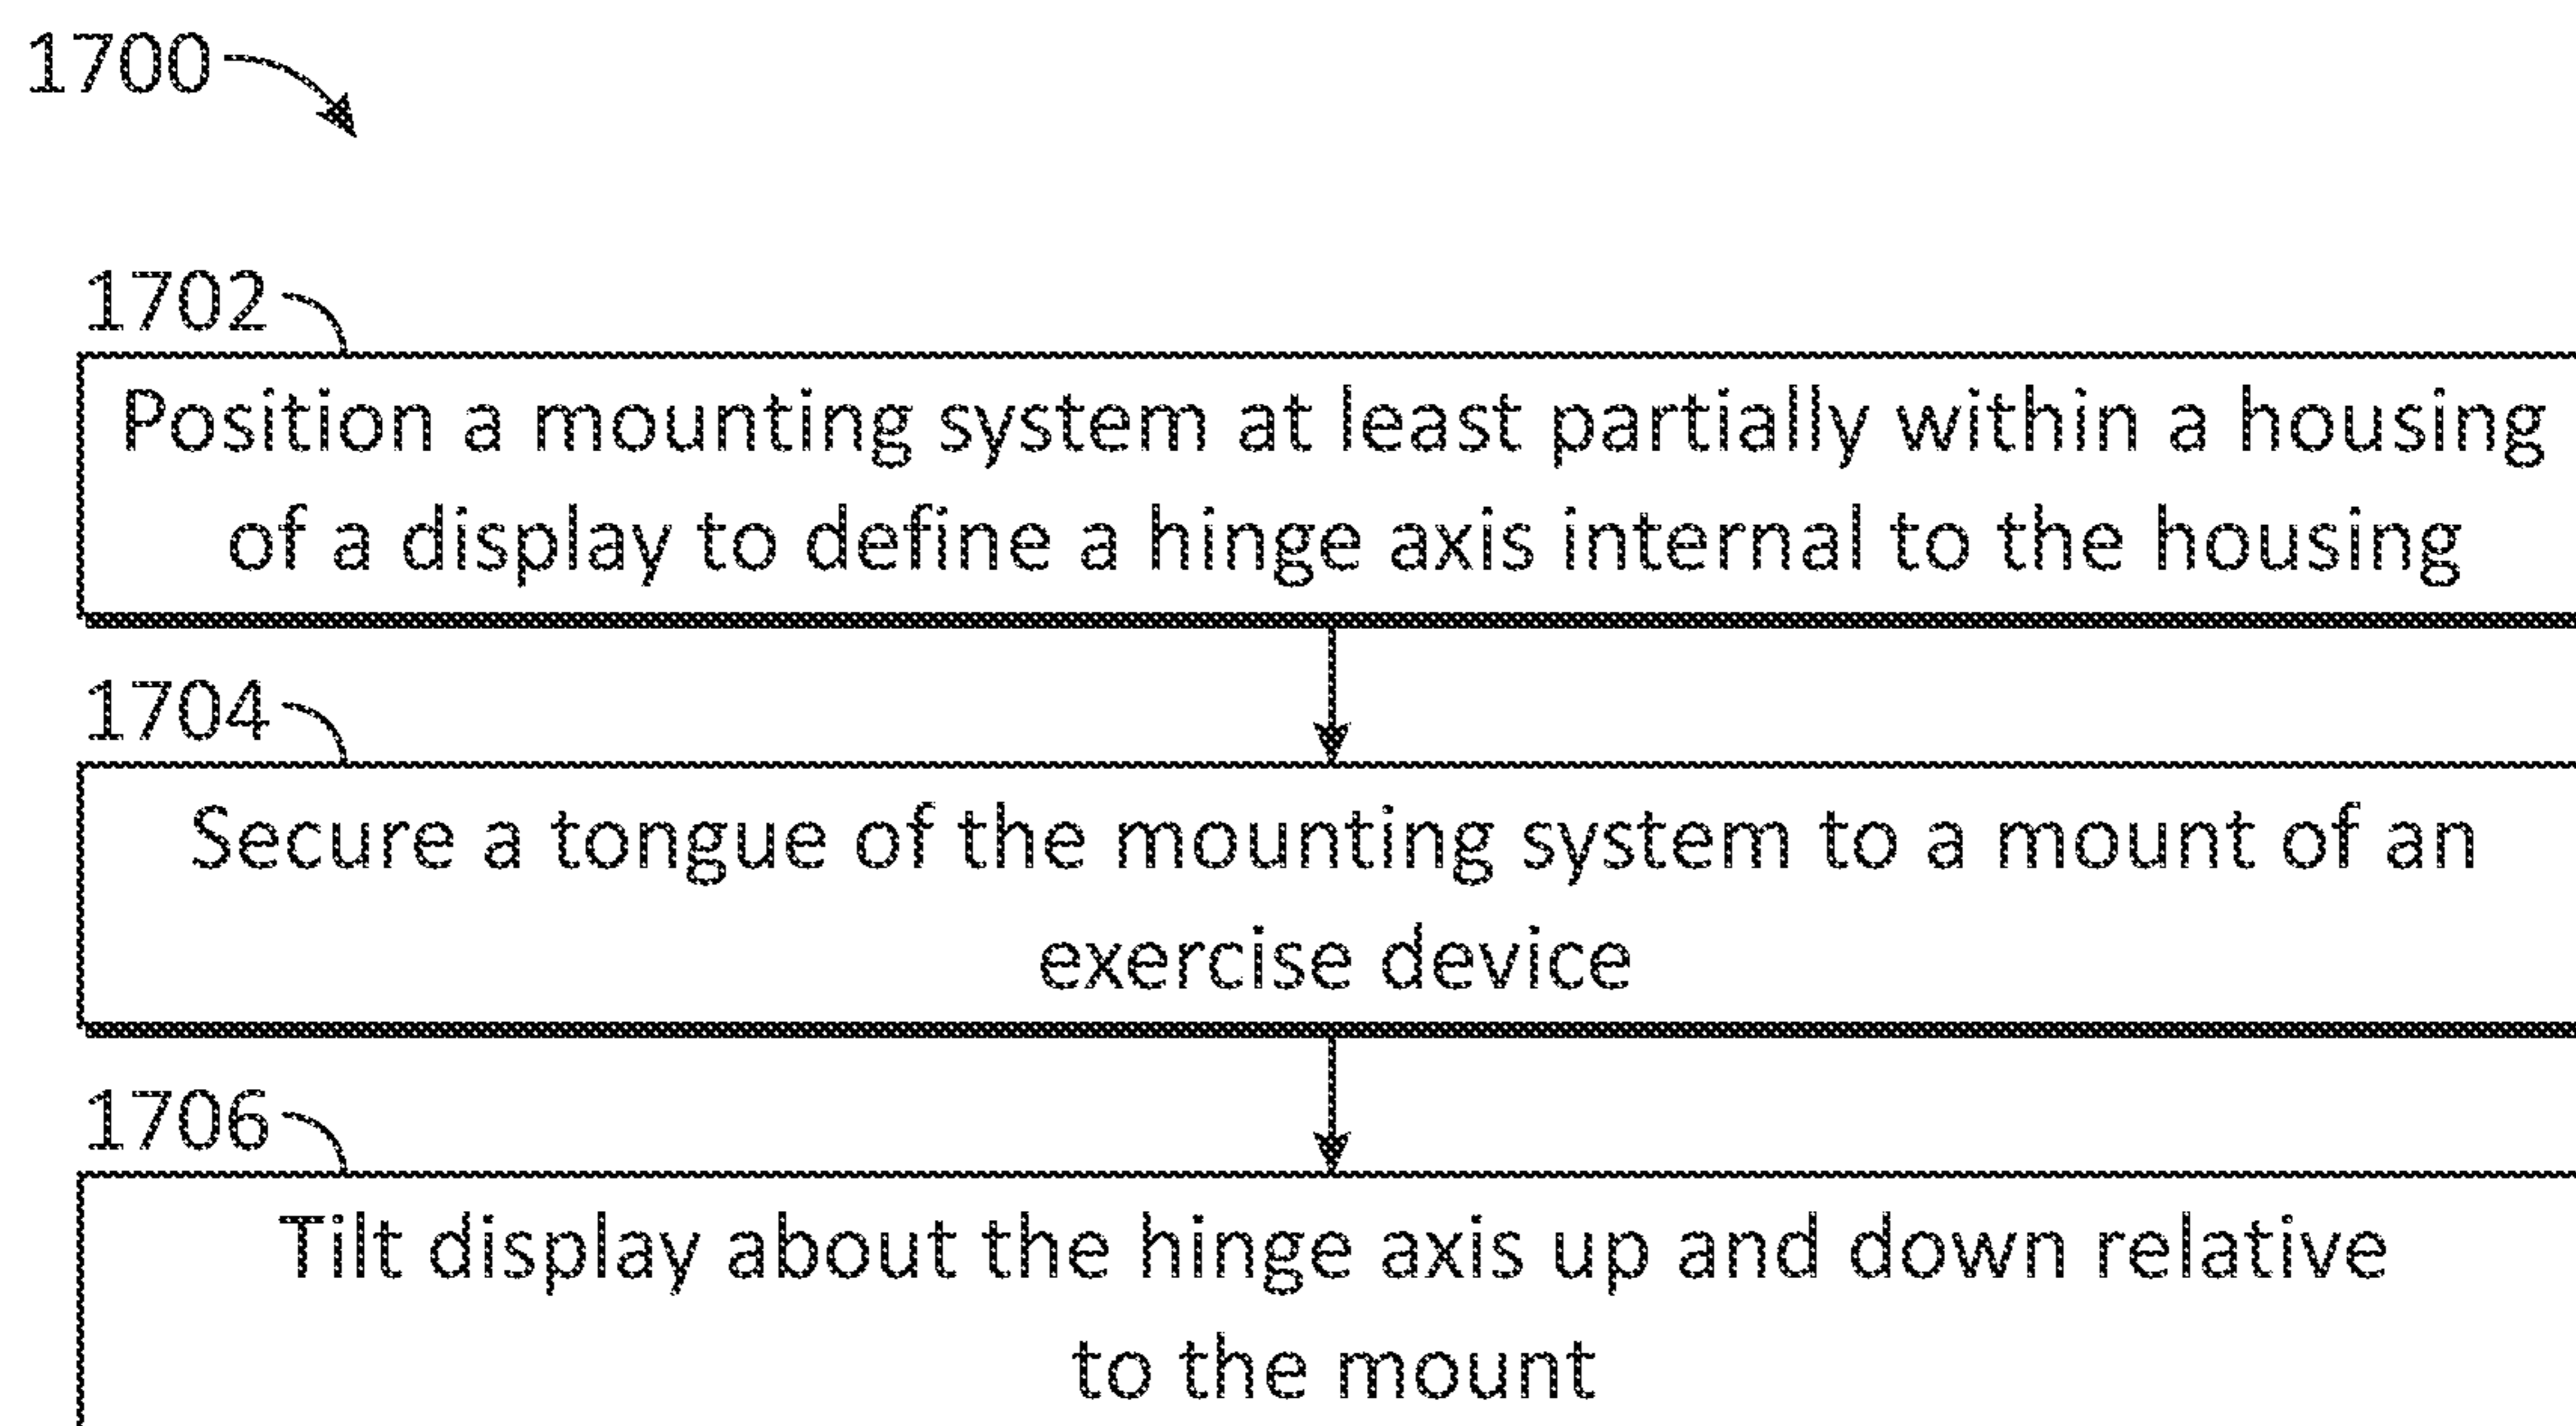 1700
1702
Position a mounting system at least partially within a housing
of a display to define a hinge axis internal to the housing
1704
Secure a tongue of the mounting system to a mount of an
exercise device
1706
Tilt display about the hinge axis up and down relative
to the mount